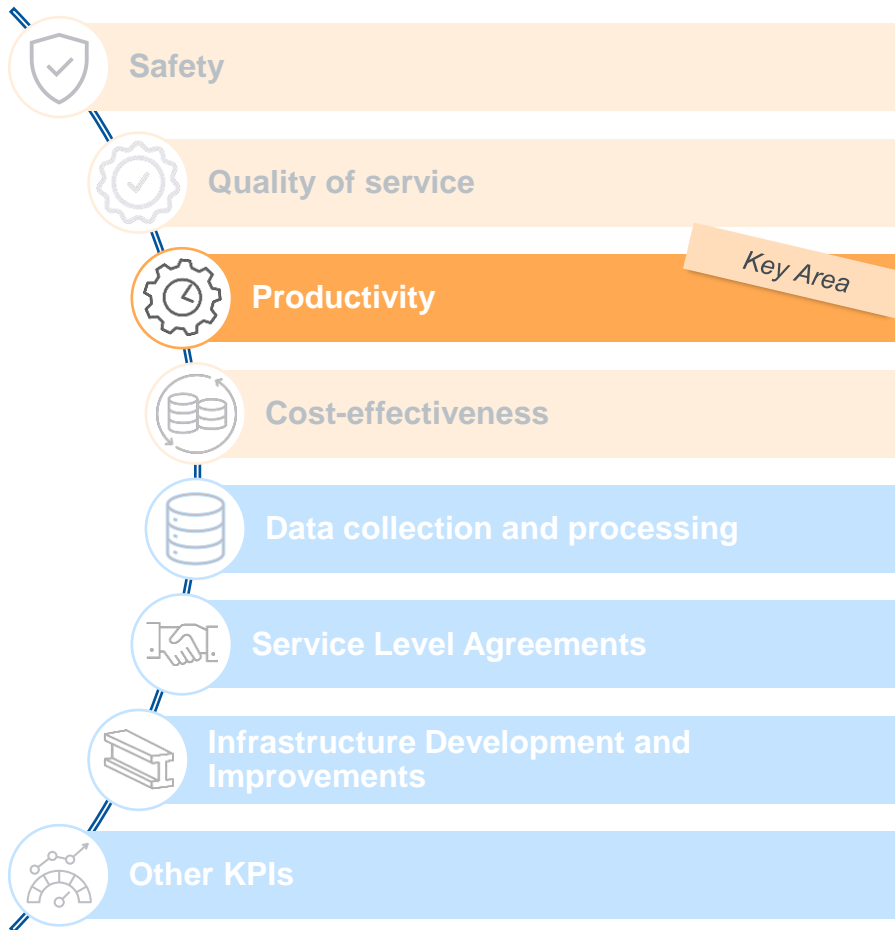 Safety
Quality of service
Key Area
Productivity
Cost-effectiveness
Data collection and processing
Service Level Agreements
Infrastructure Development and
Improvements
Other KPIs